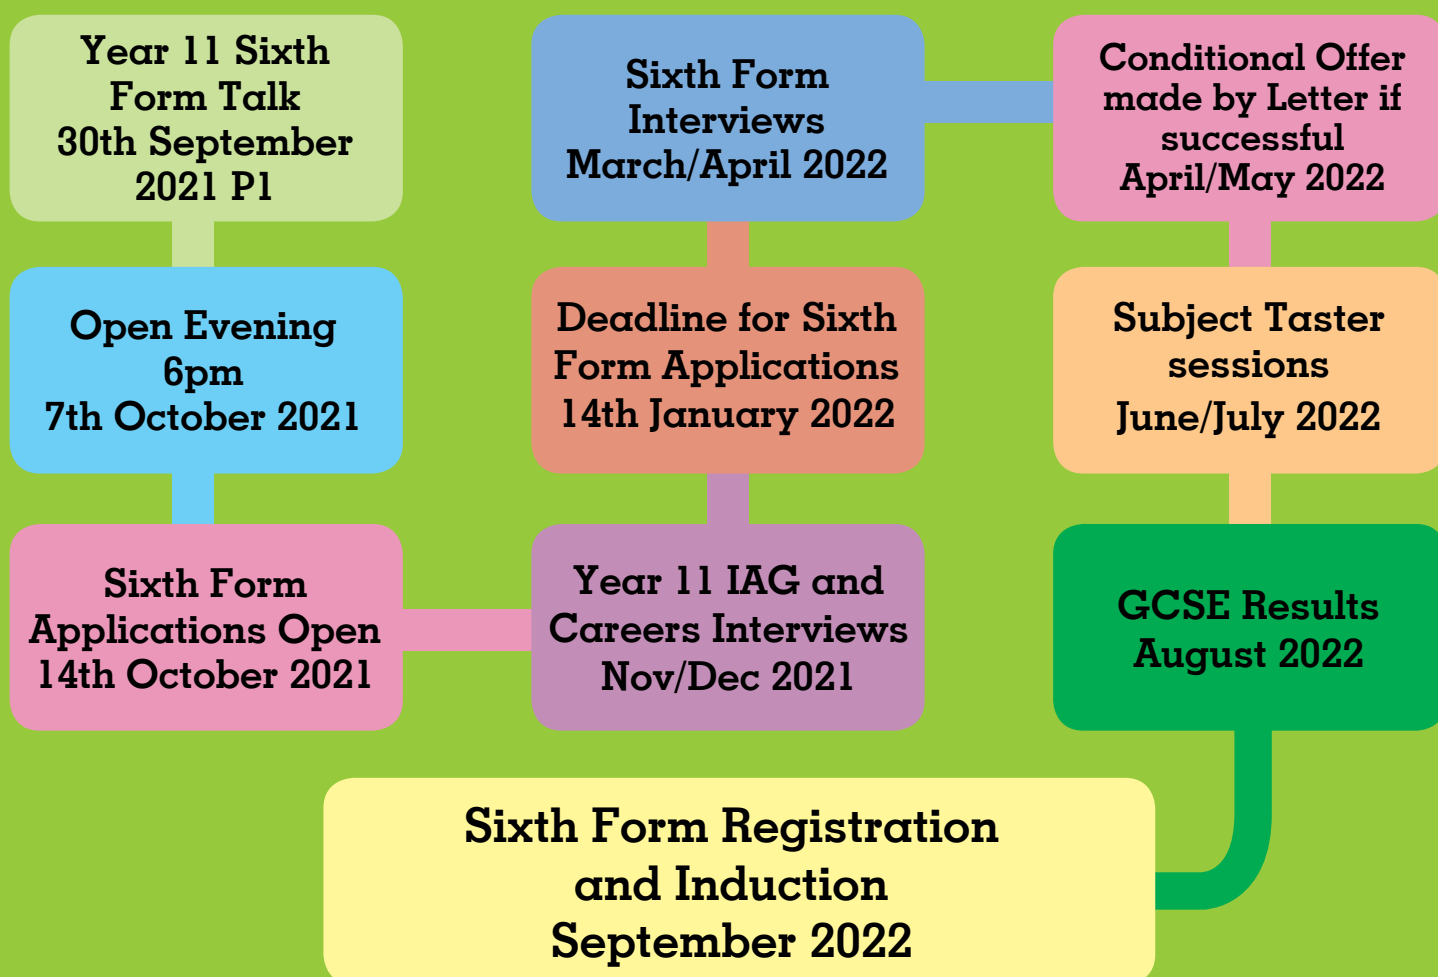 Year 11 Sixth
Form Talk
30th September
2021 P1
Open Evening
6pm
7th October 2021
Sixth Form
Applications Open
14th October 2021
Year 11 IAG and
Careers Interviews
Nov/Dec 2021
Deadline for Sixth
Form Applications
14th January 2022
Sixth Form
Interviews
March/April 2022
Conditional Offer
made by Letter if
successful
April/May 2022
Subject Taster
sessions
June/July 2022
GCSE Results
August 2022
Sixth Form Registration
and Induction
September 2022